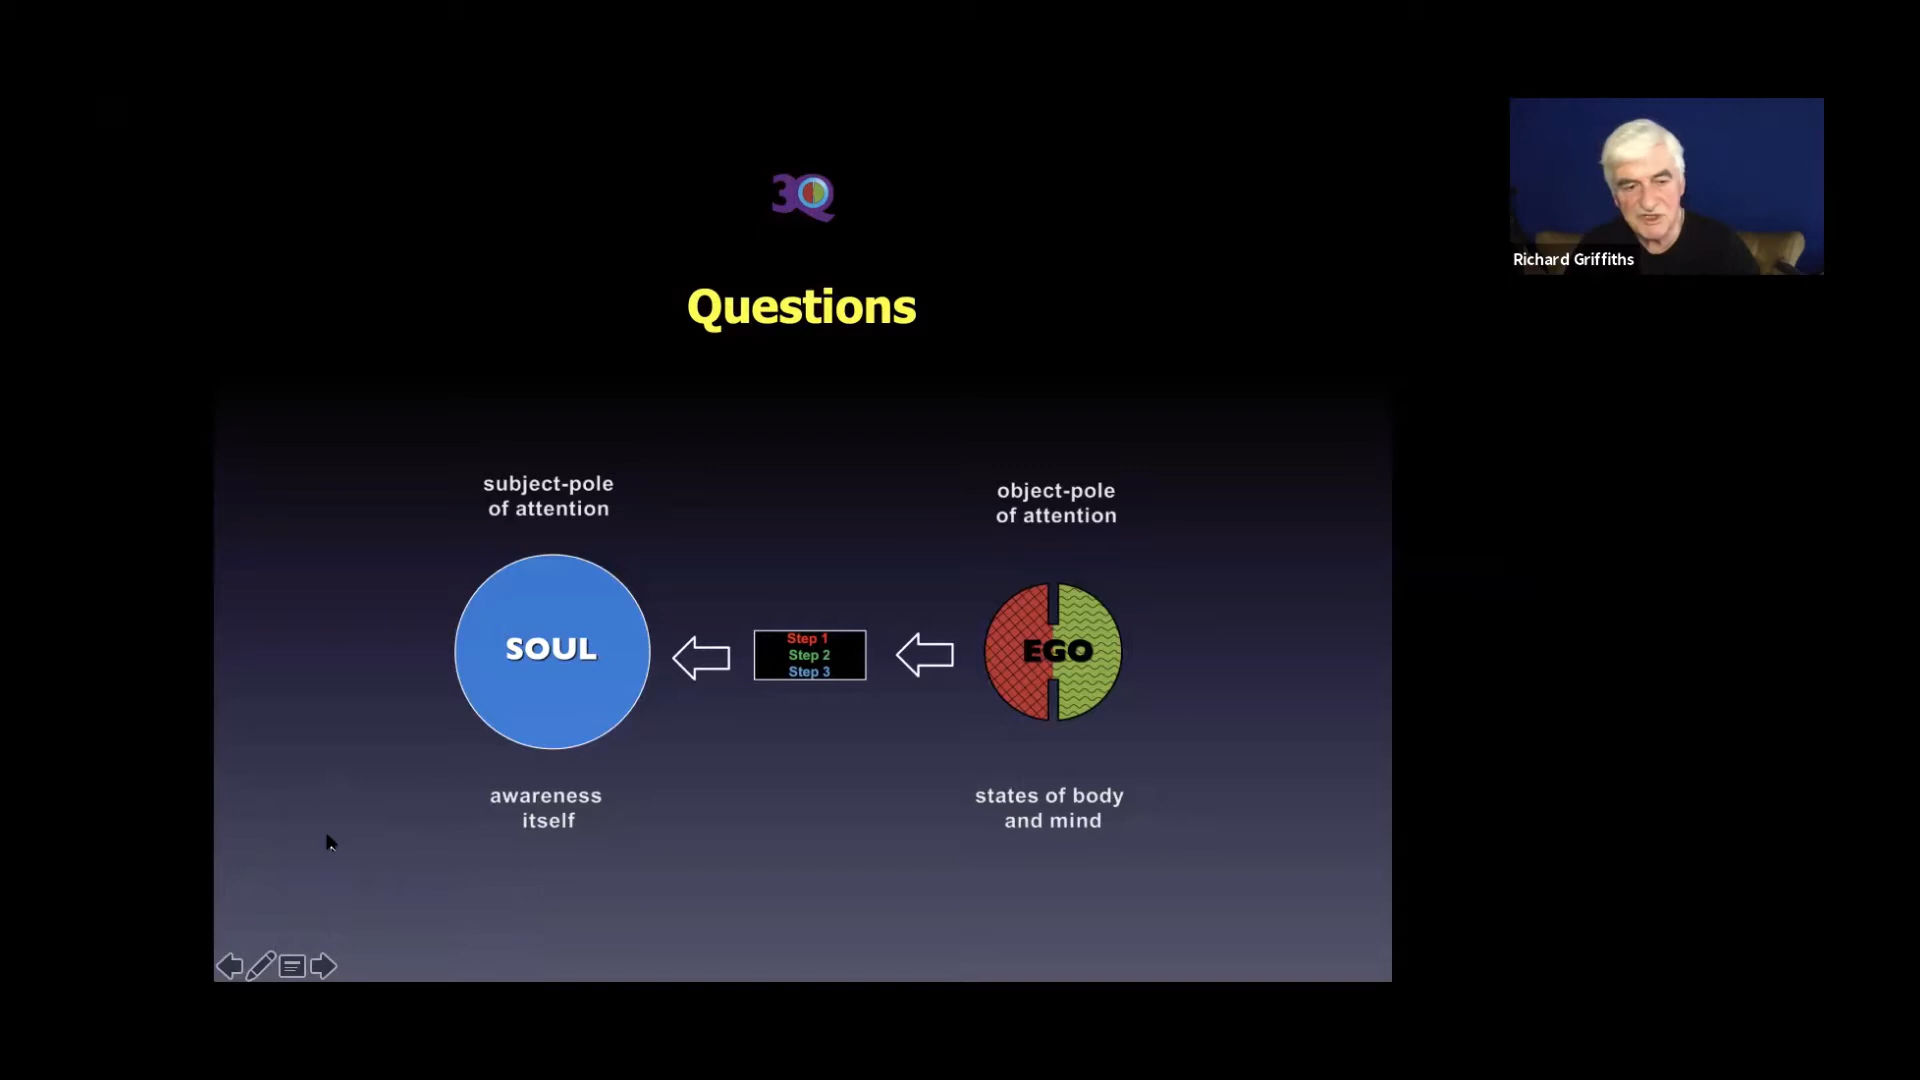 3Q
Richard Griffiths
Questions
subject-pole
of attention
object-pole
of attention
SOUL
Step 1
Step 2
Step 3
EGO
awareness
itself
states of body
and mind